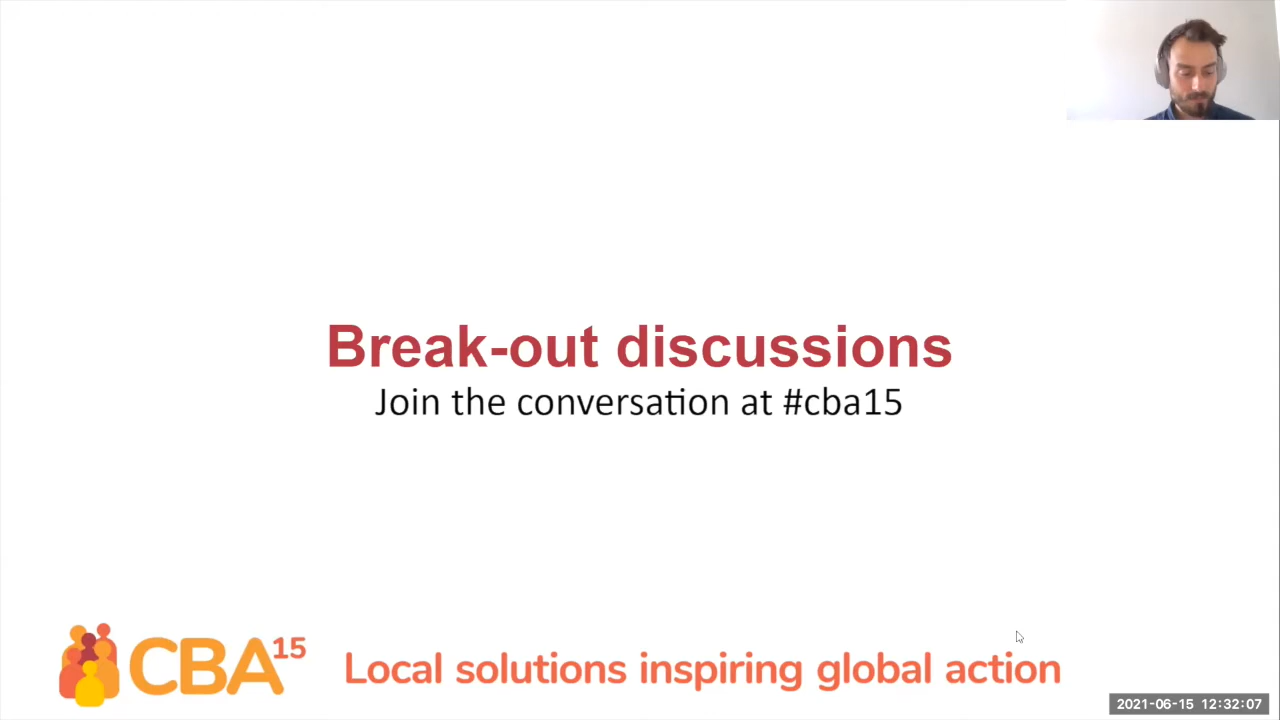 Break-out discussions
Join the conversation at #cba15
CBA15
Local solutions inspiring global action
2021-06-15 12:32:07